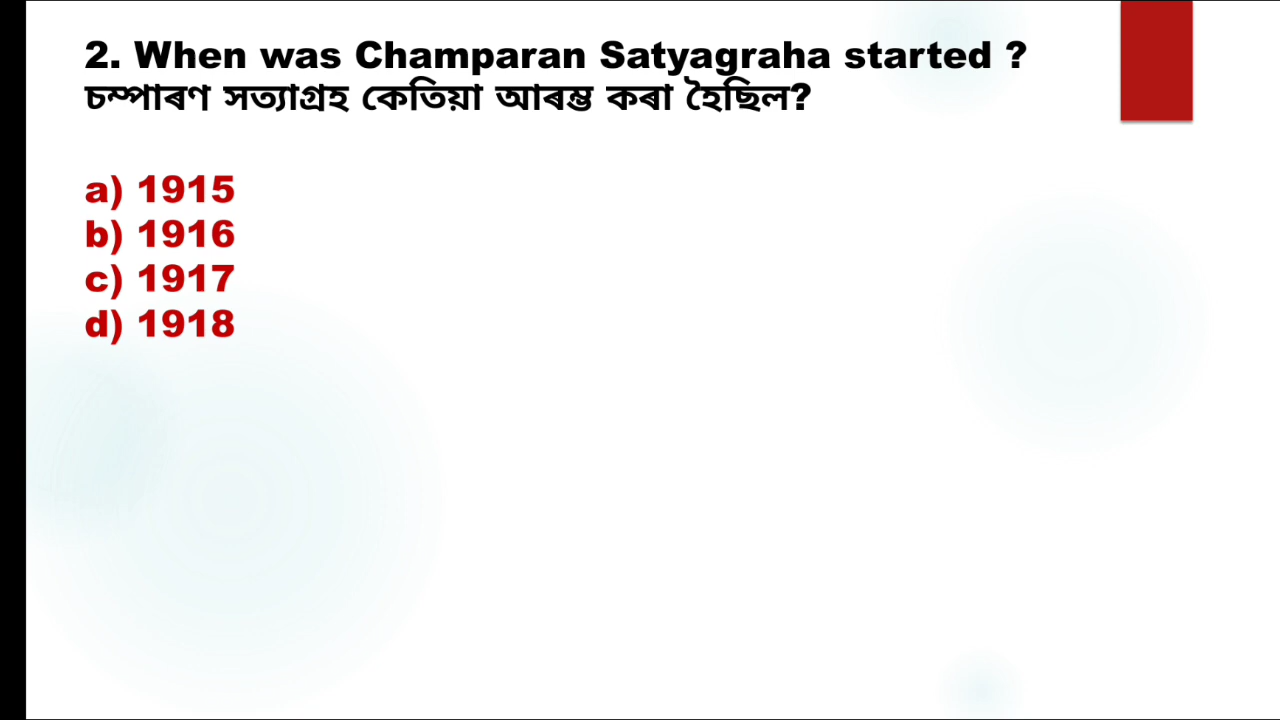 2. When was Champaran Satyagraha started ?
চম্পাৰণ সত্যাগ্ৰহ কেতিয়া আৰম্ভ কৰা হৈছিল?
a) 1915
b) 1916
c) 1917
d) 1918